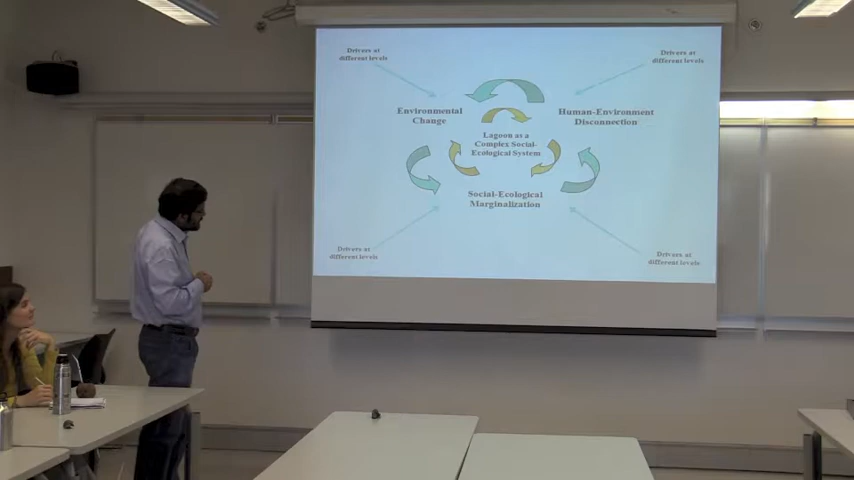 Drivers at
different levels
Drivers at
different levels
Environmental
Change
Human-Environment
Disconnection
Lagoon as a
Complex Social-
Ecological System
Social-Ecological
Marginalization
Drivers at
different levels
Drivers at
different levels